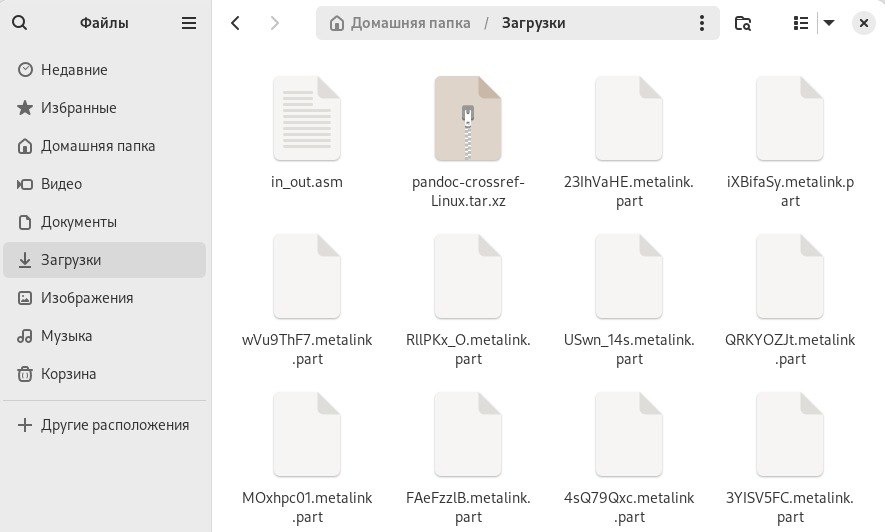 Файлы
Домашняя папка / Загрузки
Недавние
Избранные
Домашняя папка
Видео
Документы
Загрузки
Изображения
Музыка
Корзина
Другие расположения
in_out.asm
pandoc-crossref-
Linux.tar.xz
23IhVaHE.metalink.
part
iXBifaSy.metalink.p
art
wVu9ThF7.metalink
.part
RllPKx_O.metalink.
part
USwn_14s.metalink.
part
QRKYOZJt.metalink
.part
MOxhpc01.metalink
.part
FAeFzzlB.metalink.
part
4sQ79Qxc.metalink
.part
3YISV5FC.metalink.
part